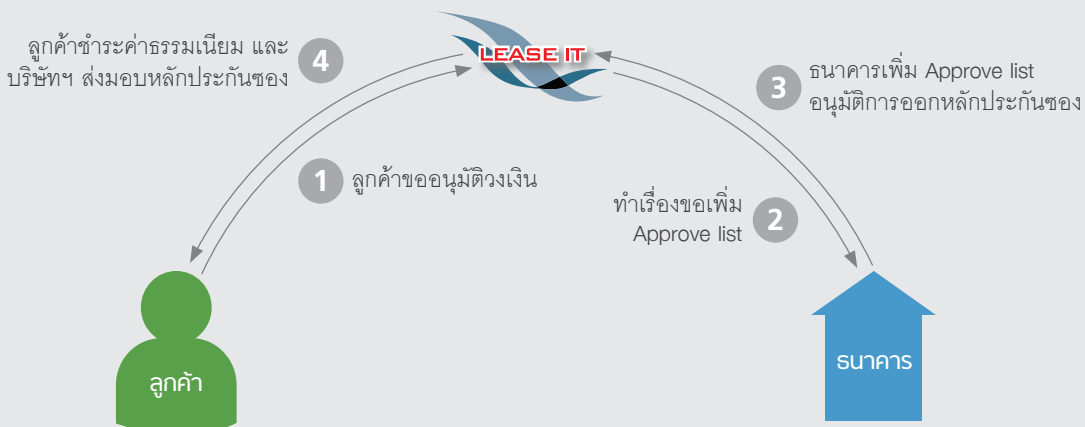 LEASE IT
ลูกค้าชำระค่าธรรมเนียม และ
บริษัทฯ ส่งมอบหลักประกันซอง
4
3
ธนาคารเพิ่ม Approve list
อนุมัติการออกหลักประกันซอง
1
ลูกค้าขออนุมัติวงเงิน
ทำเรื่องขอเพิ่ม
Approve list
2
ลูกค้า
ธนาคาร